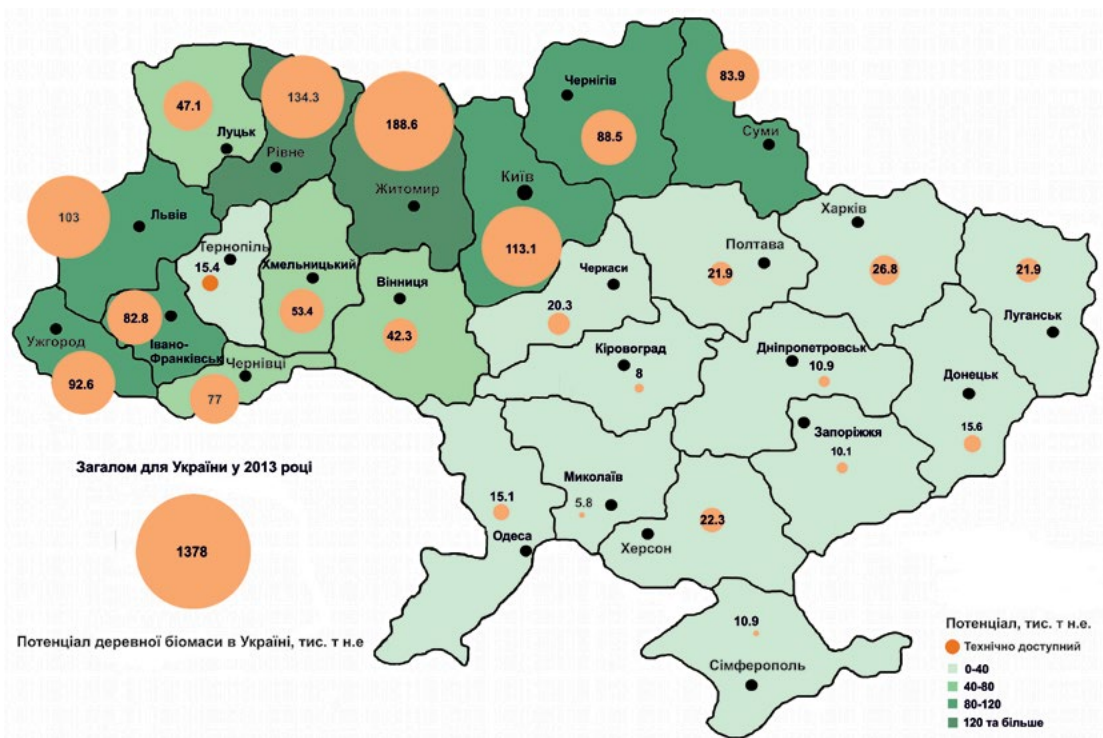 83.9
Чернігів
47.1
134.3
188.6
88.5
Луцьк
Суми
Рівне
Київ
Житомир
103
Львів
Харків
Тернопіль
15.4
113.1
Полтава
21.9
26.8
21.9
Хмельницький
Вінниця
Черкаси
20.3
Луганськ
53.4
82.8
42.3
Ужгород
Івано-
Франківськ
Чернівці
Кіровоград
8
Дніпропетровськ
10.9
Донецьк
92.6
77
15.6
Запоріжжя
10.1
Загалом для України у 2013 році
Миколаїв
15.1
5.8
22.3
Одеса
Херсон
1378
10.9
Сімферополь
Потенціал деревної біомаси в Україні, тис. т н.е
Потенціал, тис. т н.е.
Технічно доступний
0-40
40-80
80-120
120 та більше